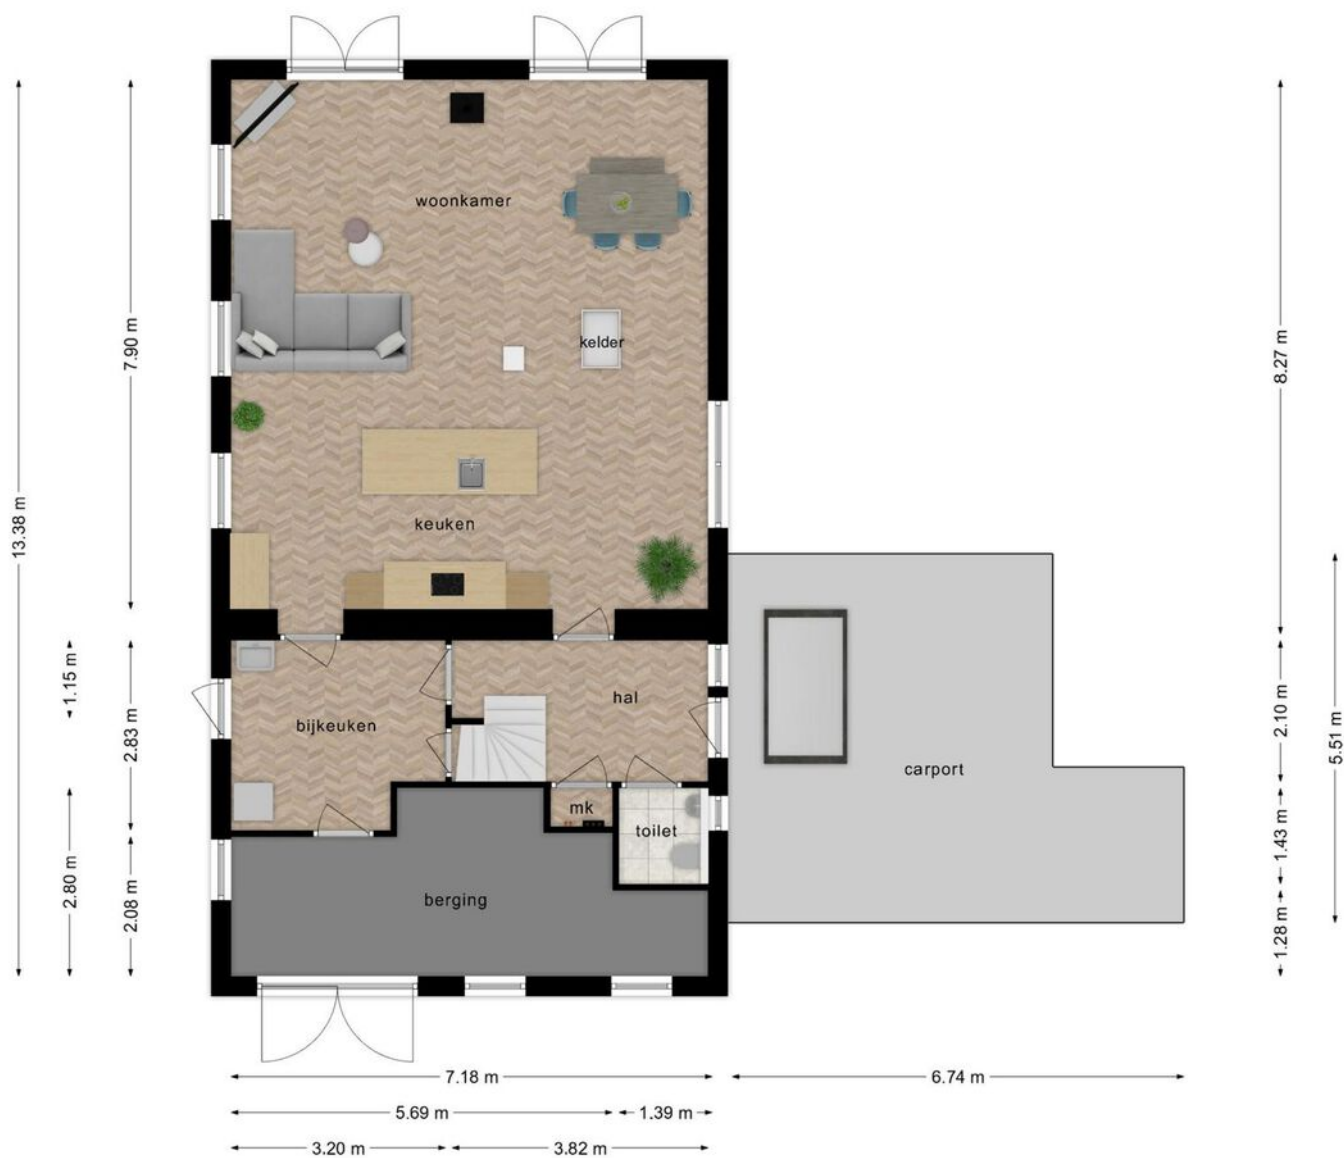 woonkamer
kelder
keuken
hal
bijkeuken
carport
mk
toilet
berging
13.38 m
7.90 m
1.15 m
2.83 m
2.80 m
2.08 m
8.27 m
2.10 m
5.51 m
1.43 m
1.28 m
7.18 m
6.74 m
5.69 m
1.39 m
3.20 m
3.82 m